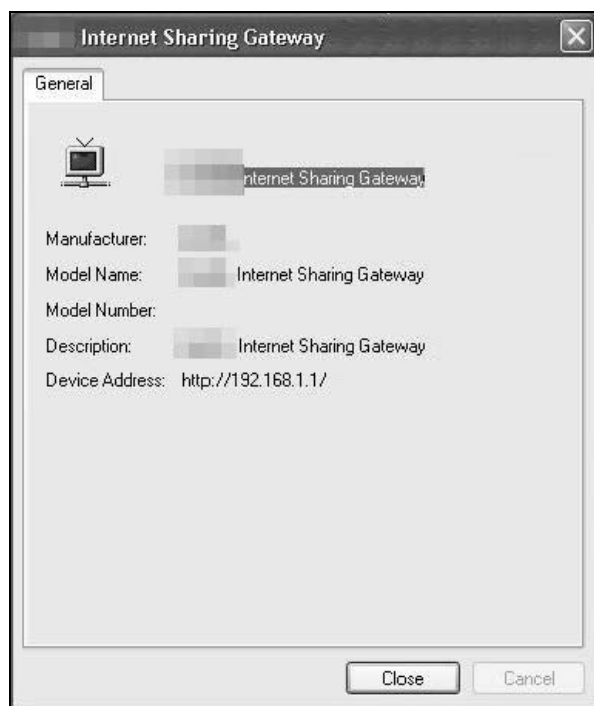 Internet Sharing Gateway
General
nternet Sharing Gateway
Manufacturer:
Model Name: Internet Sharing Gateway
Model Number:
Description: Internet Sharing Gateway
Device Address: http://192.168.1.1/
Close Cancel